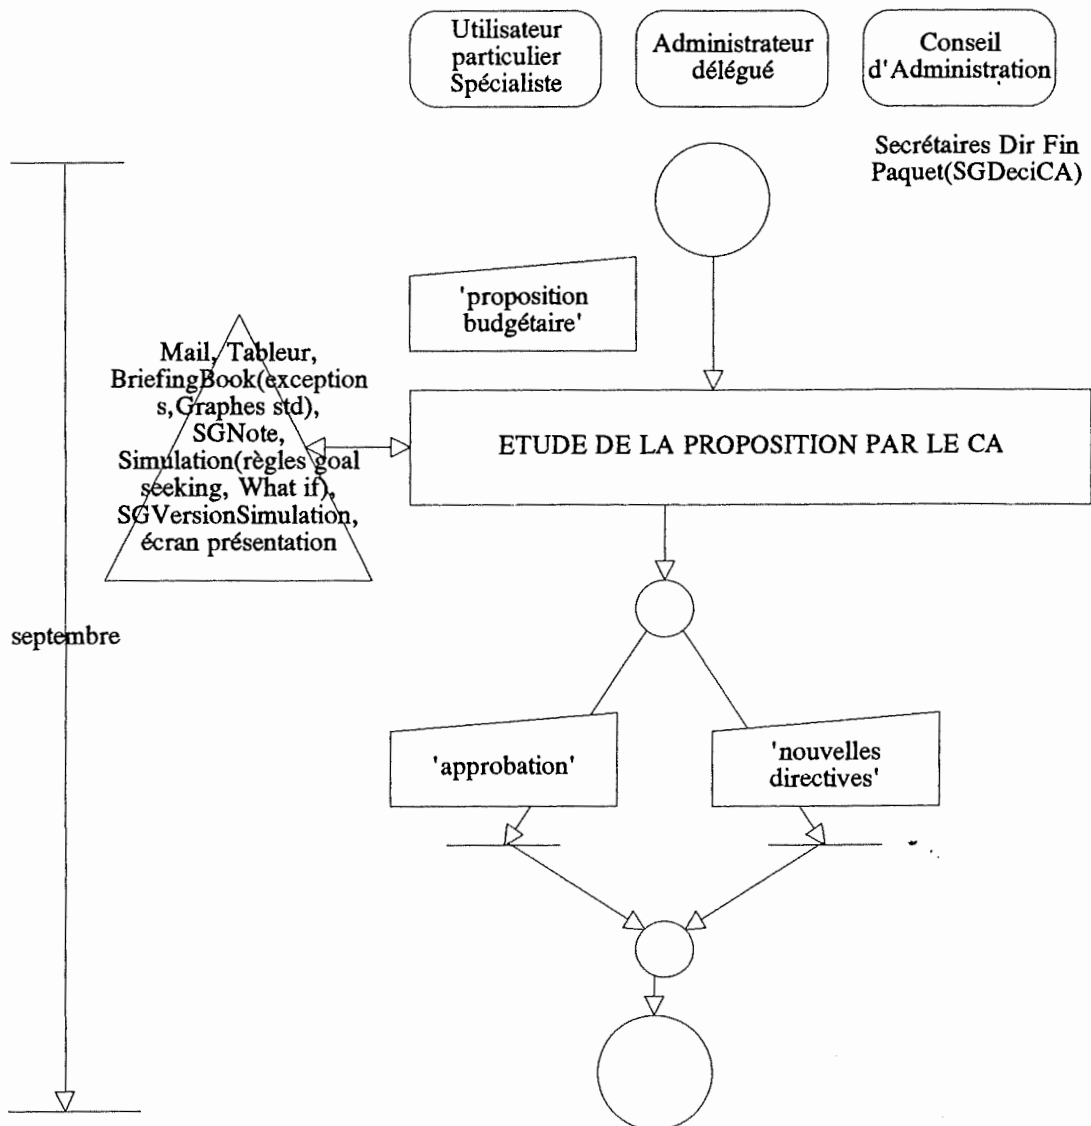 Utilisateur
particulier
Spécialiste
Administrateur
délégué
Conseil
d'Administration
Secrétaires Dir Fin
Paquet(SGDeciCA)
'proposition
budgétaire'
Mail, Tableur,
BriefingBook(exception
s,Graphes std),
SGNote,
Simulation(règles goal
seeking, What if),
SGVersionSimulation,
écran présentation
ETUDE DE LA PROPOSITION PAR LE CA
septembre
'approbation'
'nouvelles
directives'